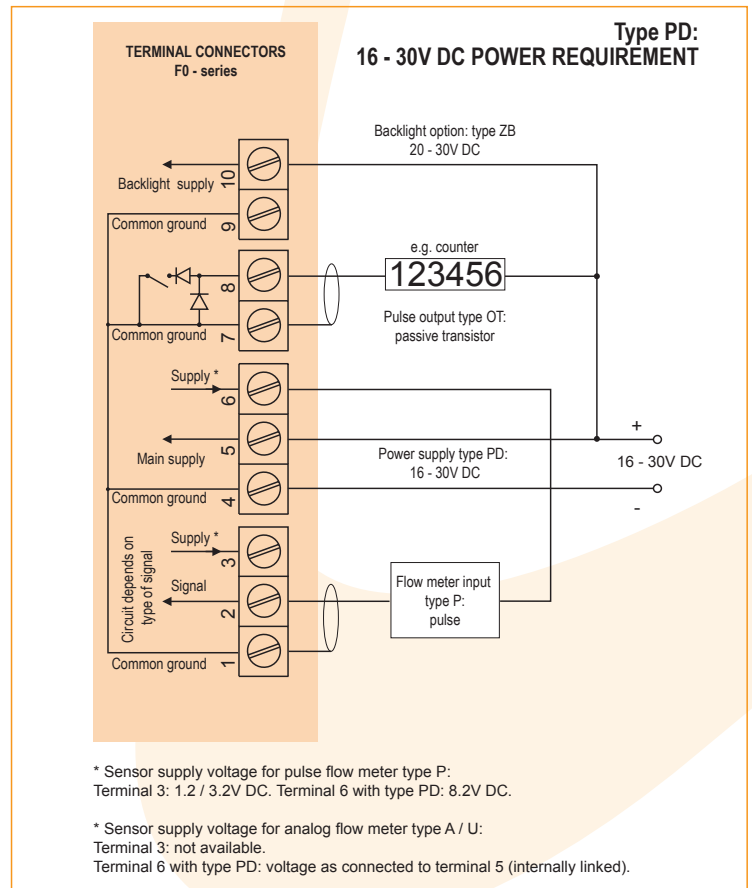 Type PD:
16 - 30V DC POWER REQUIREMENT
TERMINAL CONNECTORS
F0 - series
Backlight option: type ZB
20 - 30V DC
Backlight supply
10
Common ground
9
e.g. counter
123456
8
Pulse output type OT:
passive transistor
Common ground
7
Supply *
6
Main supply
5
Power supply type PD:
16 - 30V DC
+
16 - 30V DC
-
Common ground
4
Circuit depends on
type of signal
Supply *
3
Signal
2
Flow meter input
type P:
pulse
Common ground
1
* Sensor supply voltage for pulse flow meter type P:
Terminal 3: 1.2 / 3.2V DC. Terminal 6 with type PD: 8.2V DC.
* Sensor supply voltage for analog flow meter type A / U:
Terminal 3: not available.
Terminal 6 with type PD: voltage as connected to terminal 5 (internally linked).